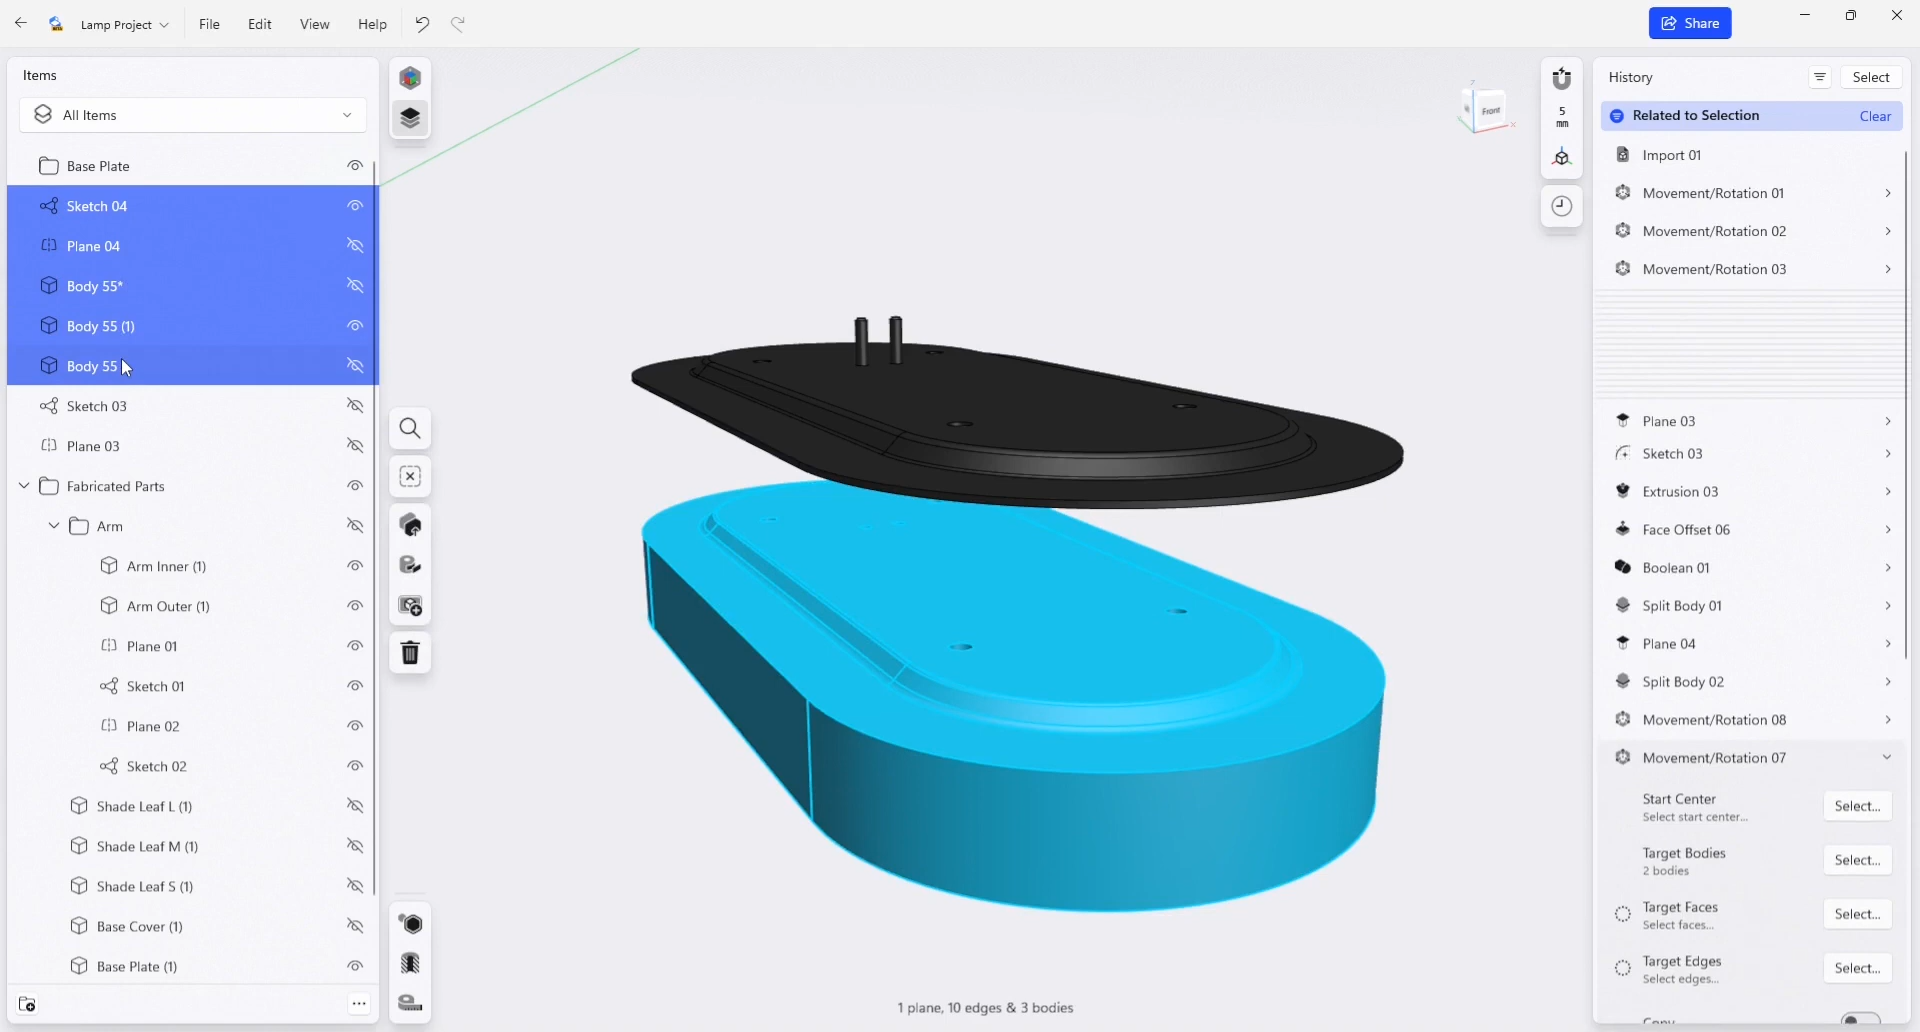 Lamp Project
File
Edit
View
Help
Share
Items
All Items
Base Plate
Sketch 04
Plane 04
Body 55*
Body 55 (1)
Body 55
Sketch 03
Plane 03
Fabricated Parts
Arm
Arm Inner (1)
Arm Outer (1)
Plane 01
Sketch 01
Plane 02
Sketch 02
Shade Leaf L (1)
Shade Leaf M (1)
Shade Leaf S (1)
Base Cover (1)
Base Plate (1)
Z
Front
X
5
mm
1 plane, 10 edges & 3 bodies
History
Select
Related to Selection
Clear
Import 01
Movement/Rotation 01
Movement/Rotation 02
Movement/Rotation 03
Plane 03
Sketch 03
Extrusion 03
Face Offset 06
Boolean 01
Split Body 01
Plane 04
Split Body 02
Movement/Rotation 08
Movement/Rotation 07
Start Center
Select start center...
Select...
Target Bodies
2 bodies
Select...
Target Faces
Select faces...
Select...
Target Edges
Select edges...
Select...
Copy